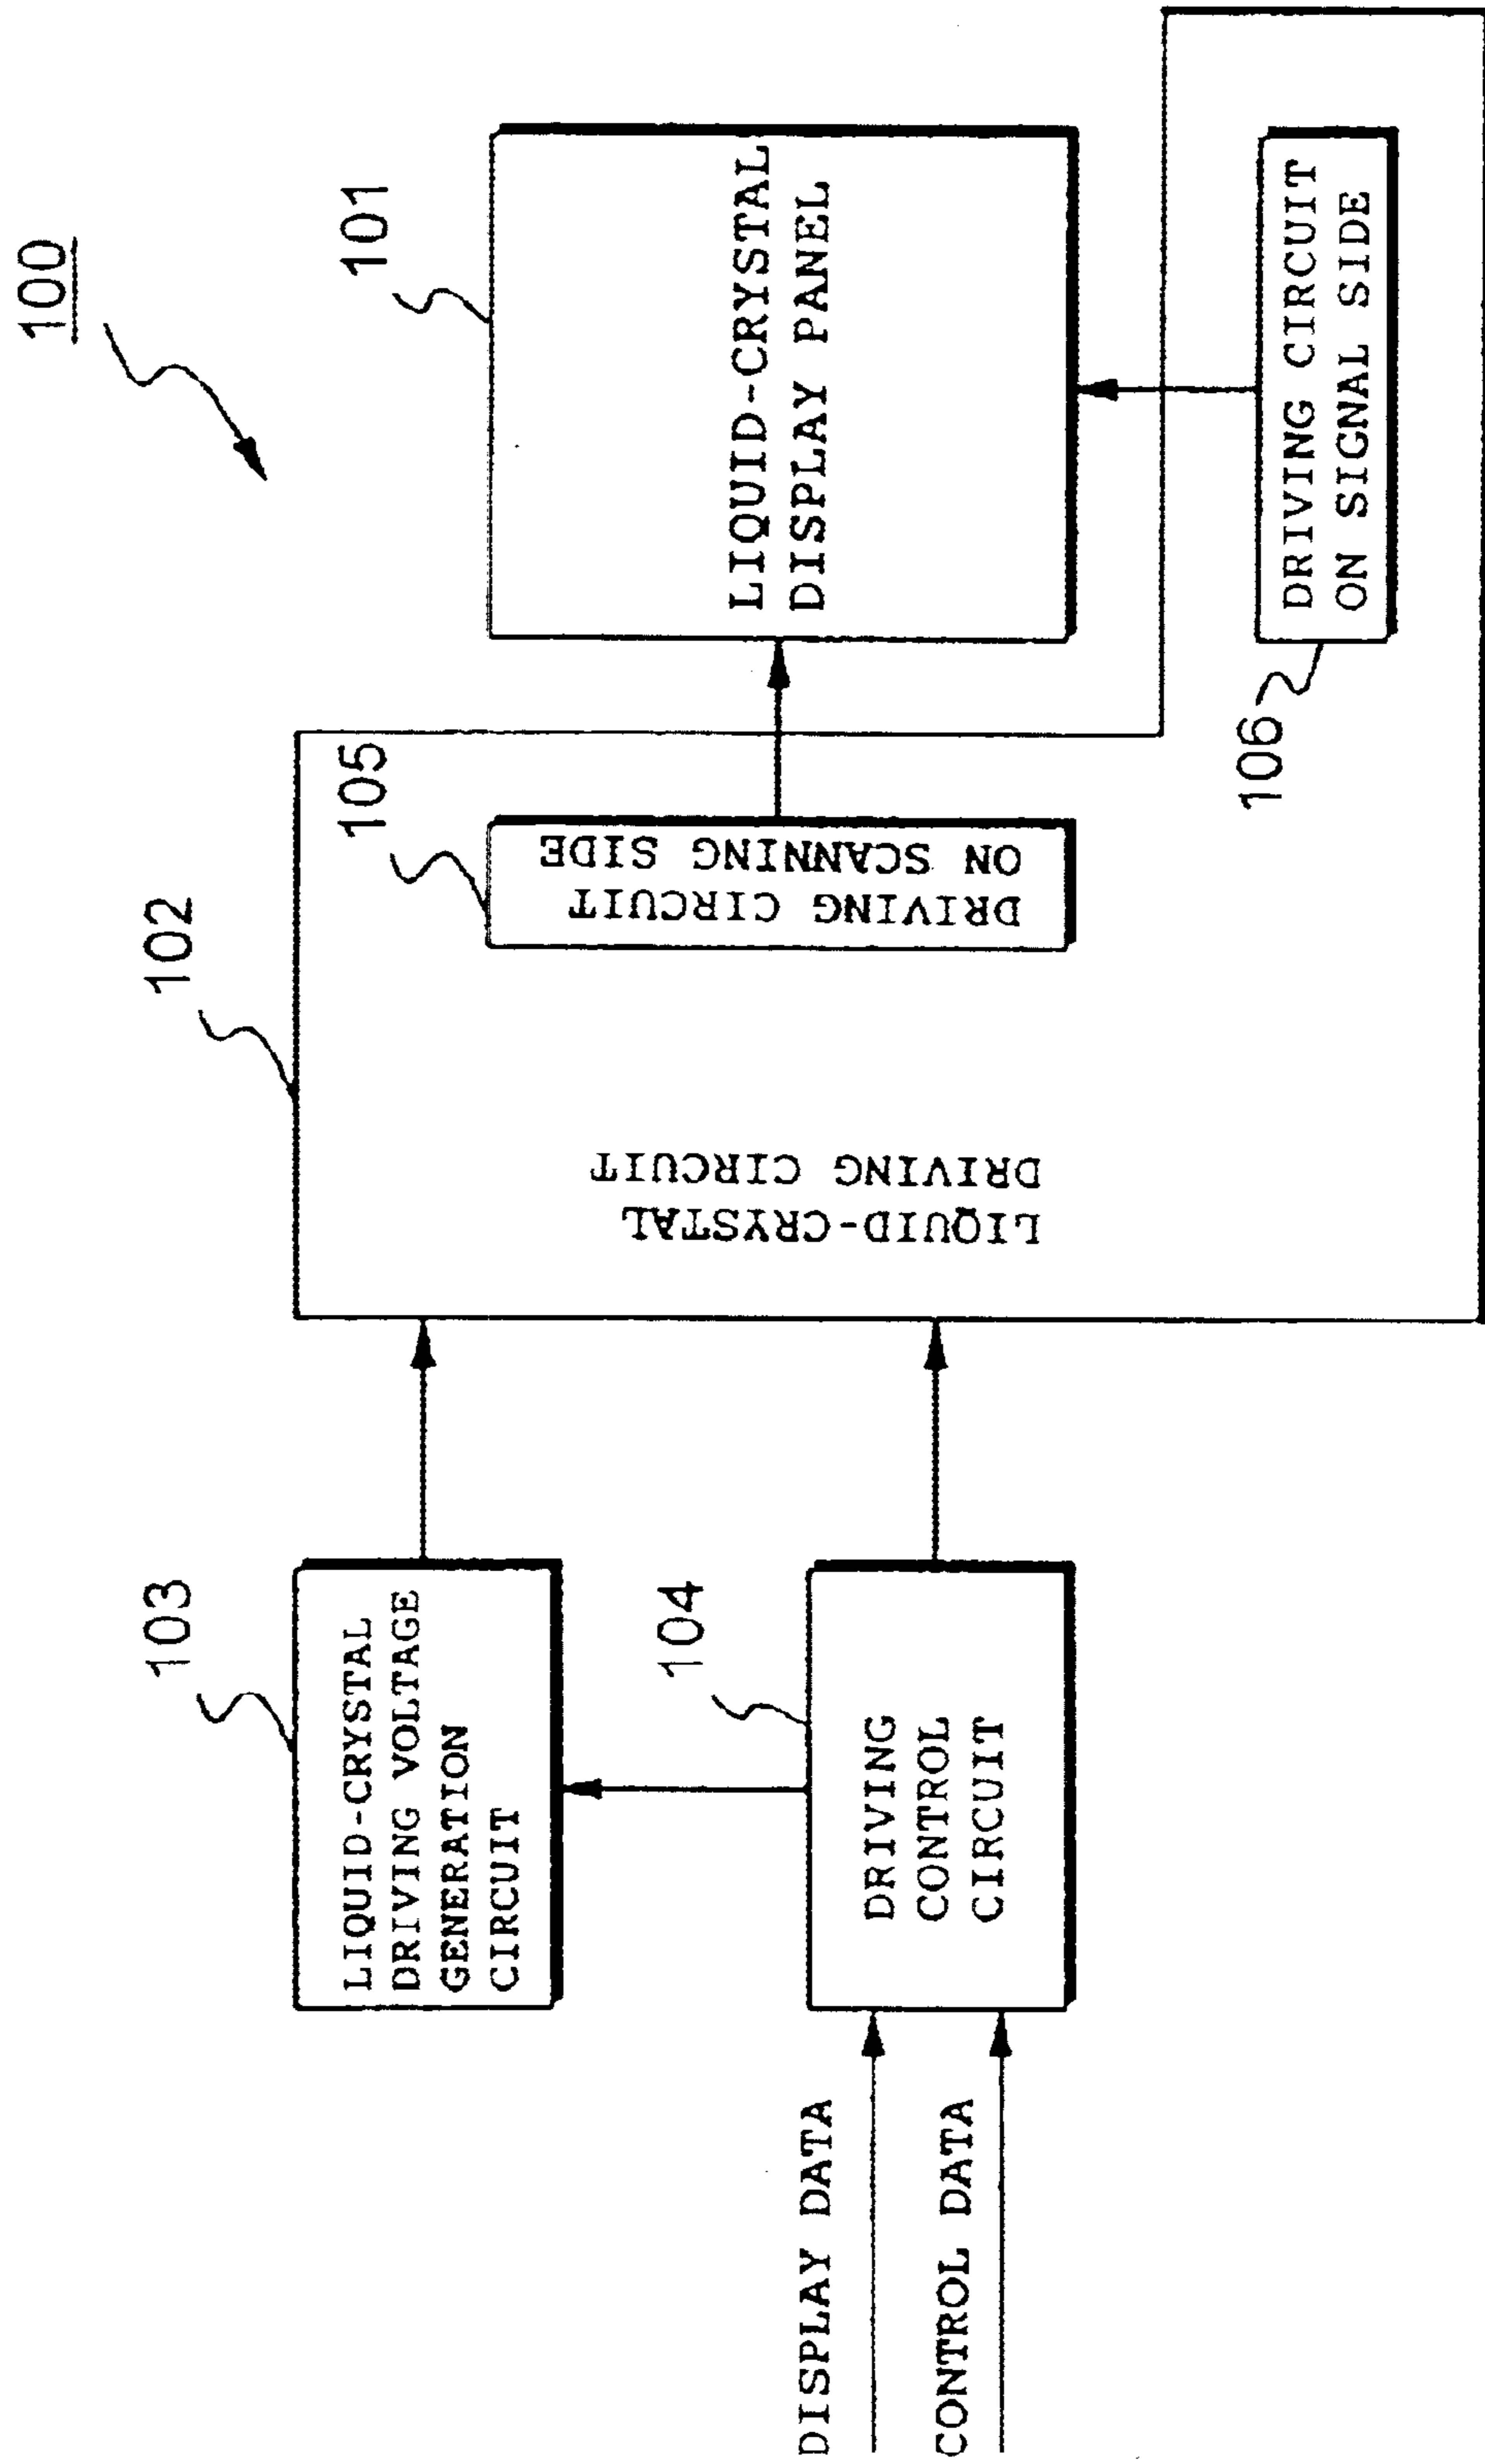 100
101
LIQUID-CRYSTAL
DISPLAY PANEL
102
105
DRIVING CIRCUIT
ON SCANNING SIDE
LIQUID-CRYSTAL
DRIVING CIRCUIT
106
DRIVING CIRCUIT
ON SIGNAL SIDE
103
LIQUID-CRYSTAL
DRIVING VOLTAGE
GENERATION
CIRCUIT
104
DRIVING
CONTROL
CIRCUIT
DISPLAY DATA
CONTROL DATA